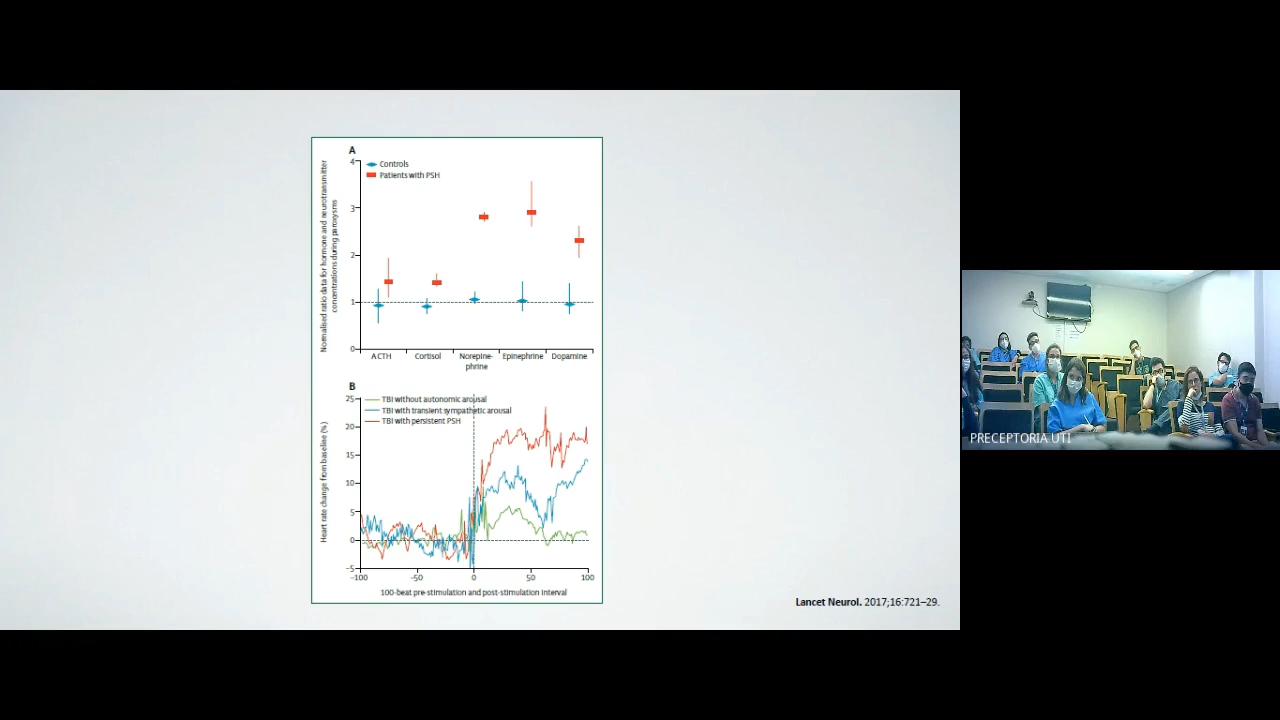 A
4
Controls
Patients with PSH
3
2
1
0
Normalised ratio data for hormone and neurotransmitter
concentrations during paroxysms
ACTH
Cortisol
Norepine-
phrine
Epinephrine
Dopamine
B
25
TBI without autonomic arousal
TBI with transient sympathetic arousal
TBI with persistent PSH
20
15
10
5
0
-5
Heart rate change from baseline (%)
-100
-50
0
50
100
100-beat pre-stimulation and post-stimulation interval
Lancet Neurol. 2017;16:721–29.
PRECEPTORIA UTI